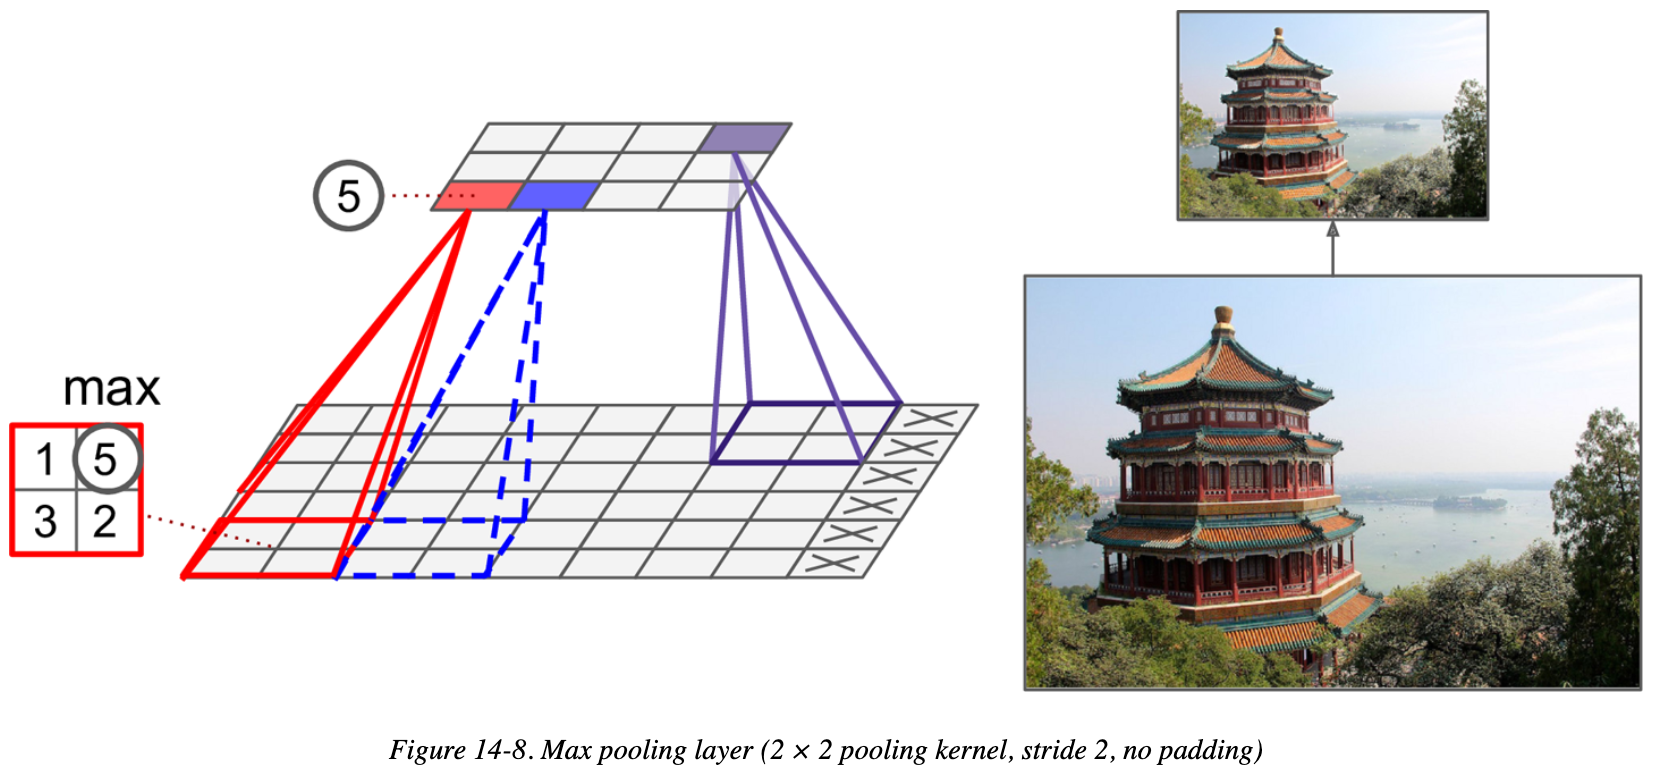 5
max
1 5
3 2
Figure 14-8. Max pooling layer (2 × 2 pooling kernel, stride 2, no padding)